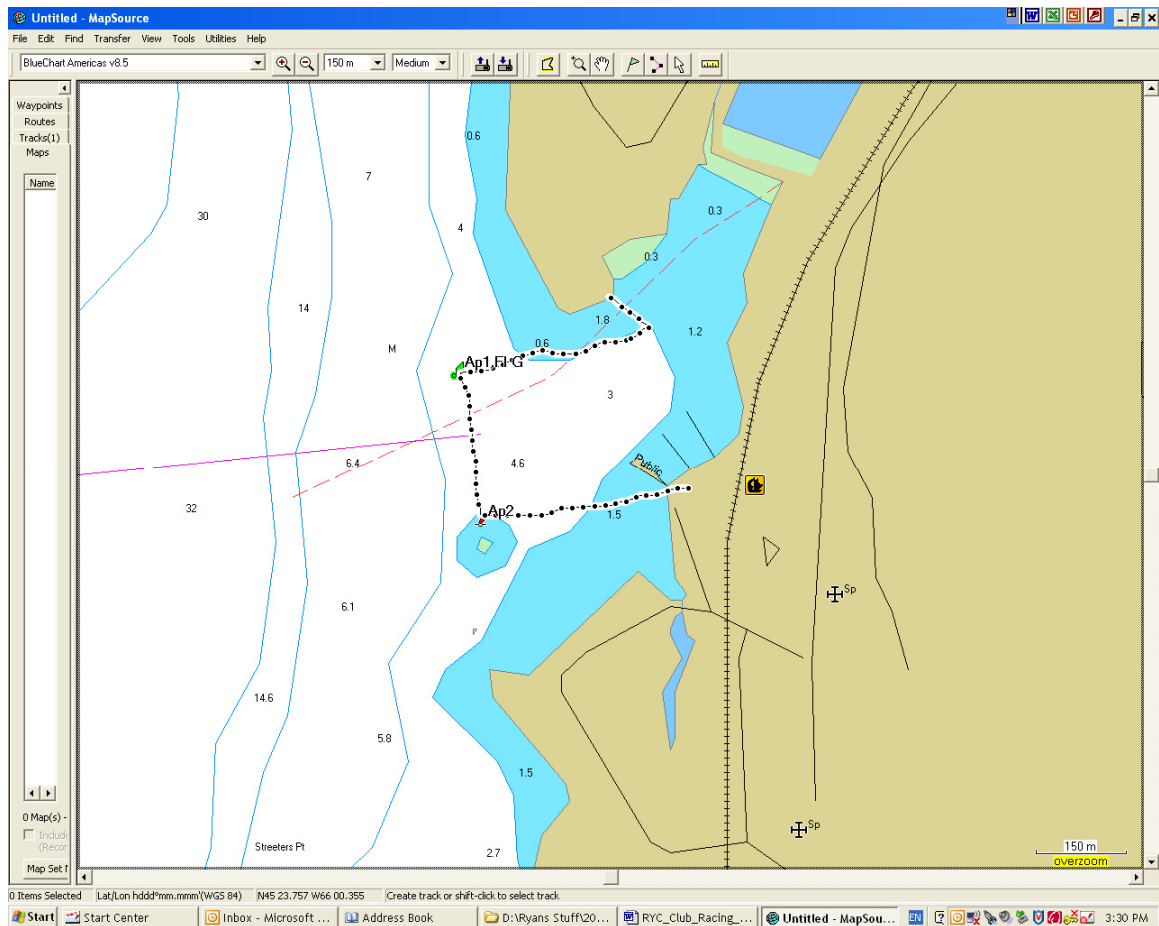 Untitled - MapSource
File Edit Find Transfer View Tools Utilities Help
BlueChart Americas v8.5
150 m
Medium
Waypoints
Routes
Tracks(1)
Maps
Name
0 Map(s) -
Include
(Recor
Map Set
0.6
7
30
4
0.3
0.3
14
1.8
1.2
0.6
M
Ap1,Fl G
3
6.4
4.6
Public
32
Ap2
1.5
Sp
6.1
r
14.6
5.8
1.5
Sp
Streeters Pt
2.7
150 m
overzoom
0 Items Selected
Lat/Lon hddd°mm.mmm'(WGS 84)
N45 23.757 W66 00.355
Create track or shift-click to select track
Start
Start Center
Inbox - Microsoft ...
Address Book
D:\Ryans Stuff\20...
RYC_Club_Racing_...
Untitled - MapSou...
EN
3:30 PM